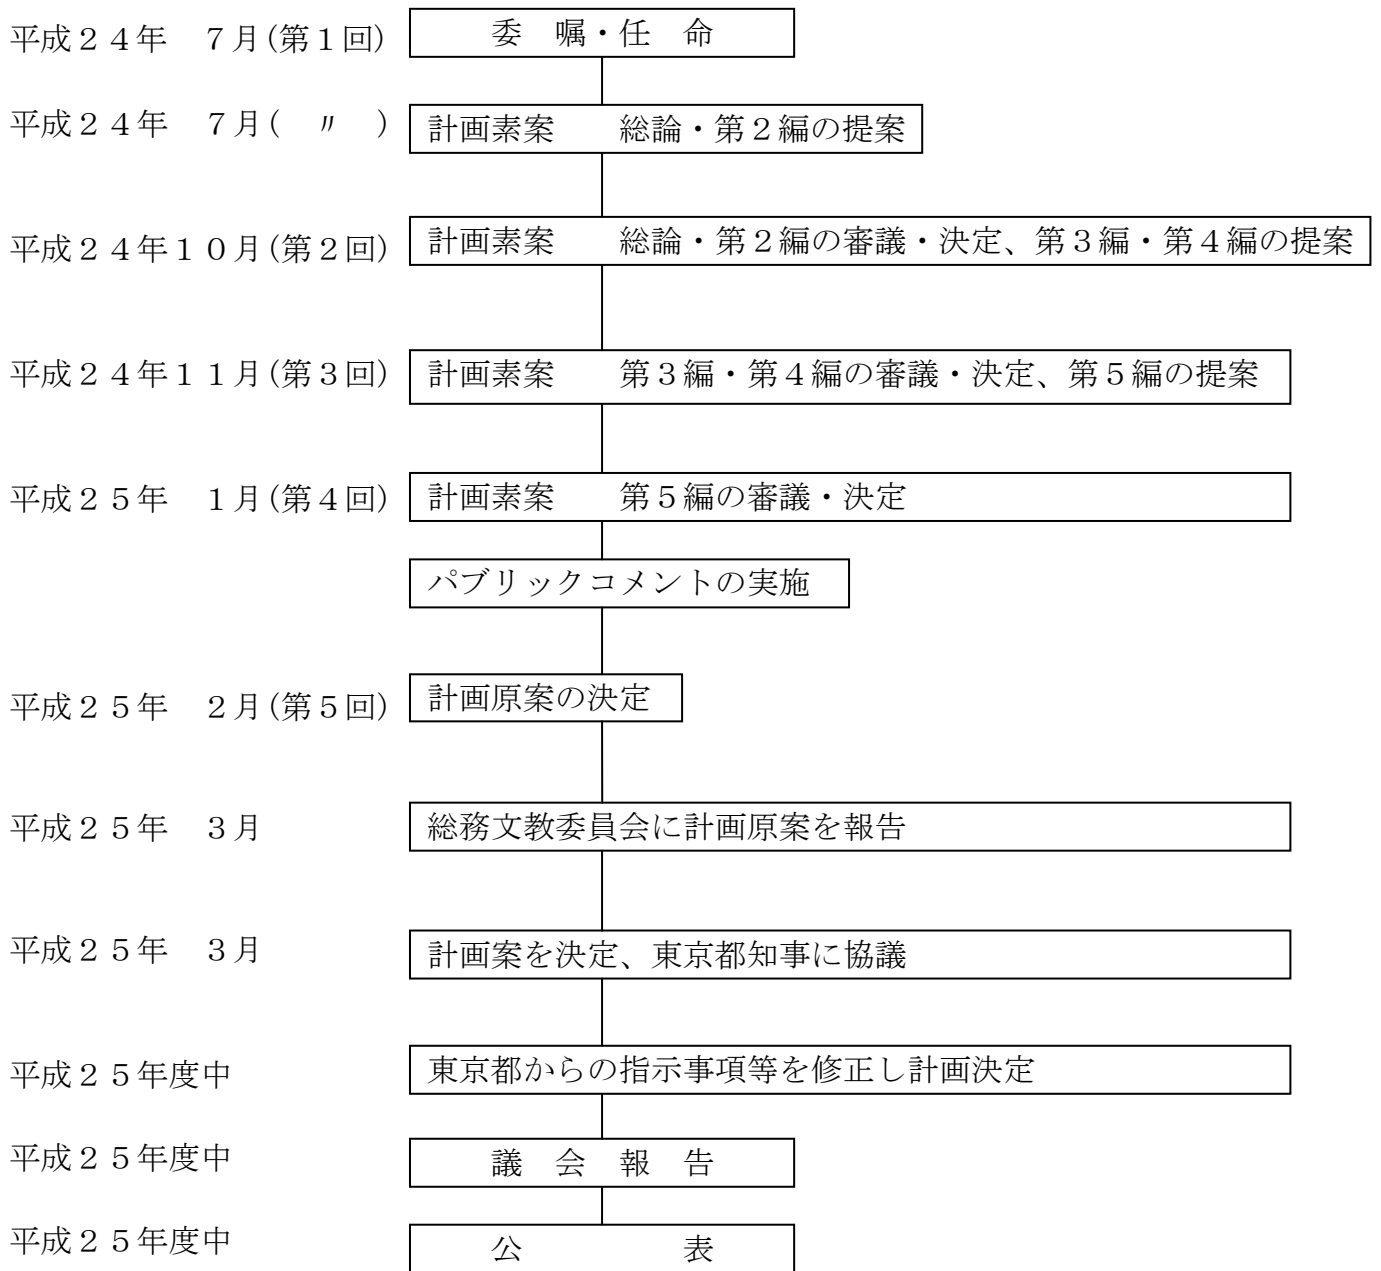 平成２４年　７月(第１回)　委　嘱・任　命
平成２４年　７月(　〃　)　計画素案　　総論・第２編の提案
平成２４年１０月(第２回)　計画素案　　総論・第２編の審議・決定、第３編・第４編の提案
平成２４年１１月(第３回)　計画素案　　第３編・第４編の審議・決定、第５編の提案
平成２５年　１月(第４回)　計画素案　　第５編の審議・決定
パブリックコメントの実施
平成２５年　２月(第５回)　計画原案の決定
平成２５年　３月　総務文教委員会に計画原案を報告
平成２５年　３月　計画案を決定、東京都知事に協議
平成２５年度中　東京都からの指示事項等を修正し計画決定
平成２５年度中　議　会　報　告
平成２５年度中　公　　　　　表